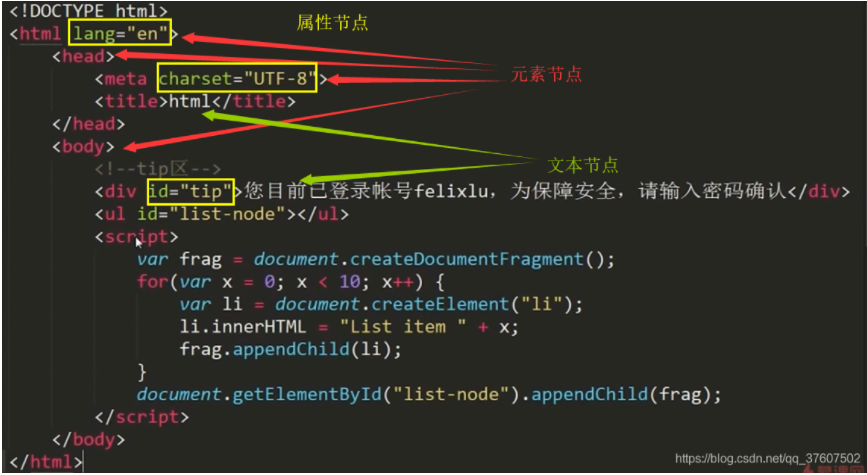 <!DOCTYPE html>
属性节点
<html lang="en">
<head>
<meta charset="UTF-8">
元素节点
<title>html</title>
</head>
<body>
<!--tip区-->
文本节点
<div id="tip">您目前已登录帐号felixlu，为保障安全，请输入密码确认</div>
<ul id="list-node"></ul>
<script>
var frag = document.createDocumentFragment();
for(var x = 0; x < 10; x++) {
var li = document.createElement("li");
li.innerHTML = "List item " + x;
frag.appendChild(li);
}
document.getElementById("list-node").appendChild(frag);
</script>
</body>
</html>
https://blog.csdn.net/qq_37607502